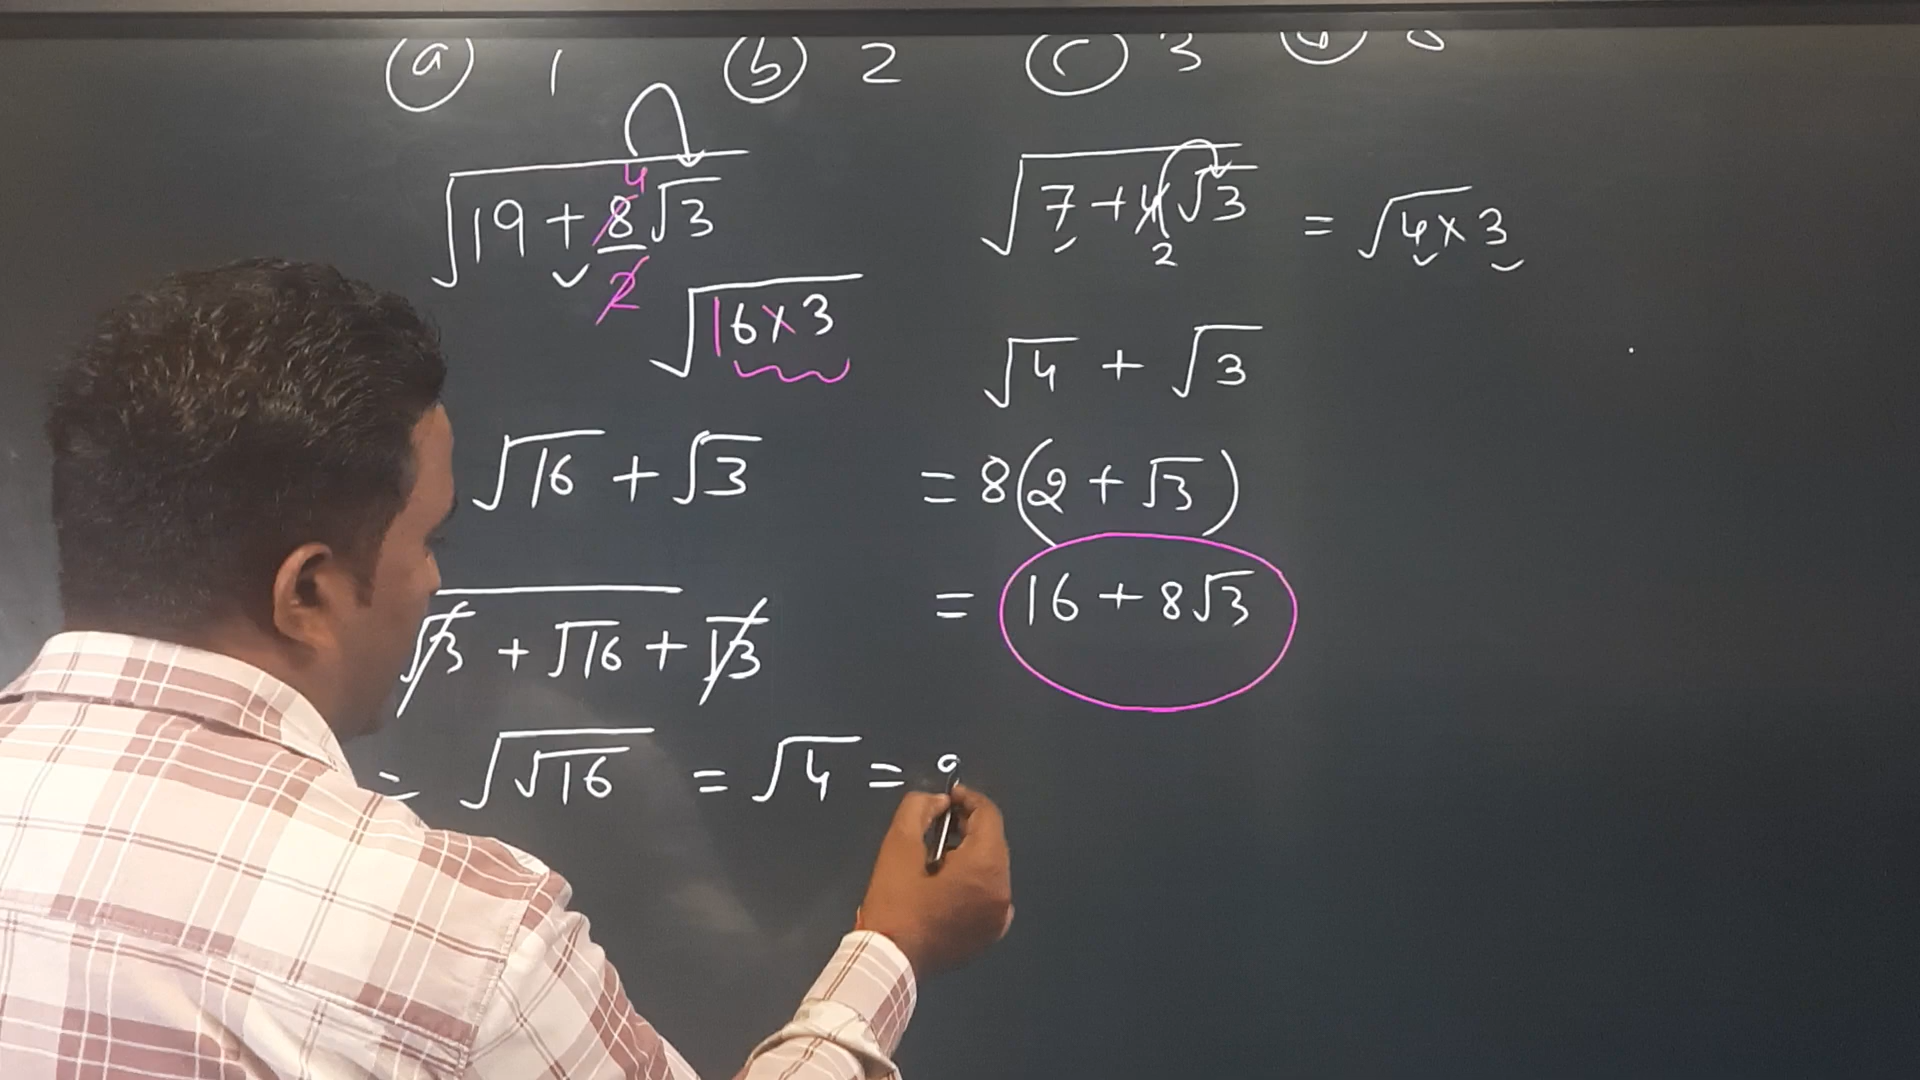 (a) 1 (b) 2 (c) 3
√(19 + 8√3)
4
2
√(16×3)
√16 + √3
√3 + √16 + √3
= √√16 = √4 =
√(7 + 4√3) = √(4×3)
2
√4 + √3
= 8(2 + √3)
= 16 + 8√3